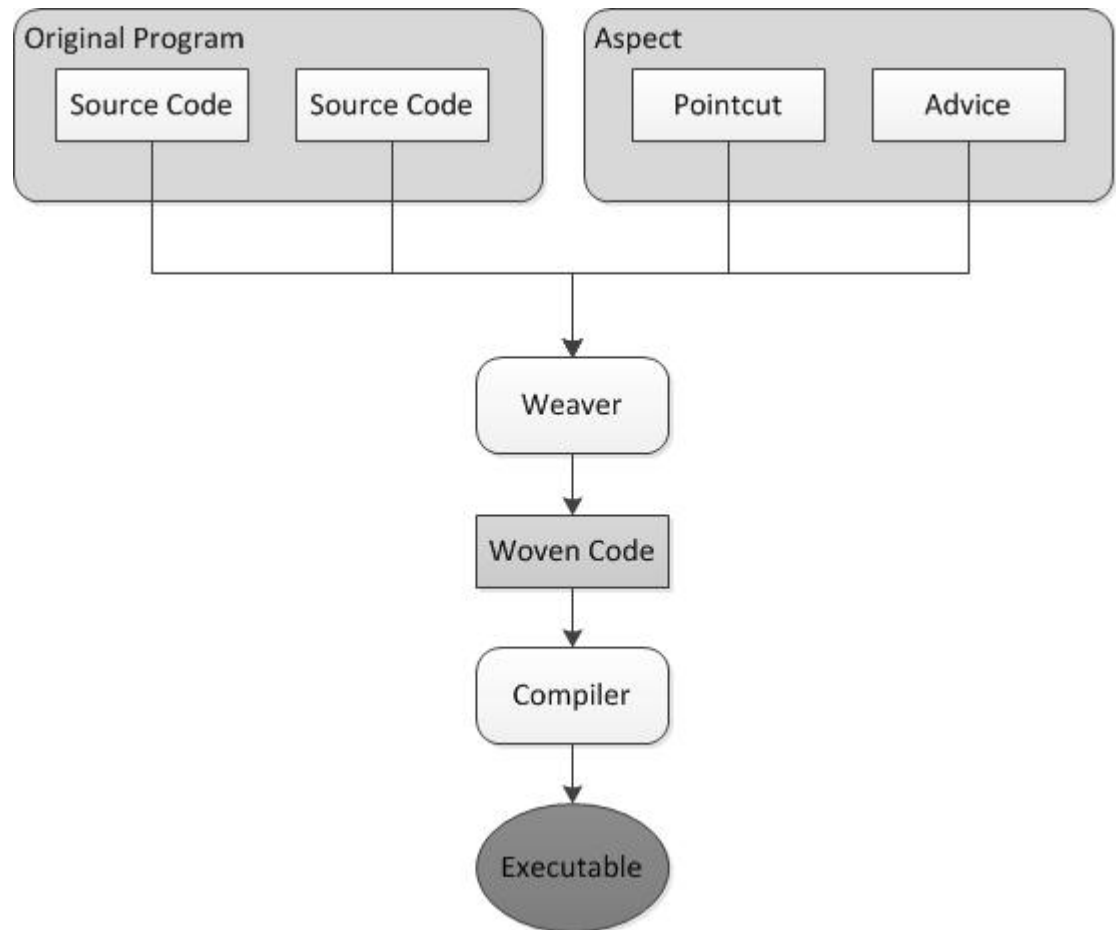 Original Program
Aspect
Source Code
Source Code
Pointcut
Advice
Weaver
Woven Code
Compiler
Executable